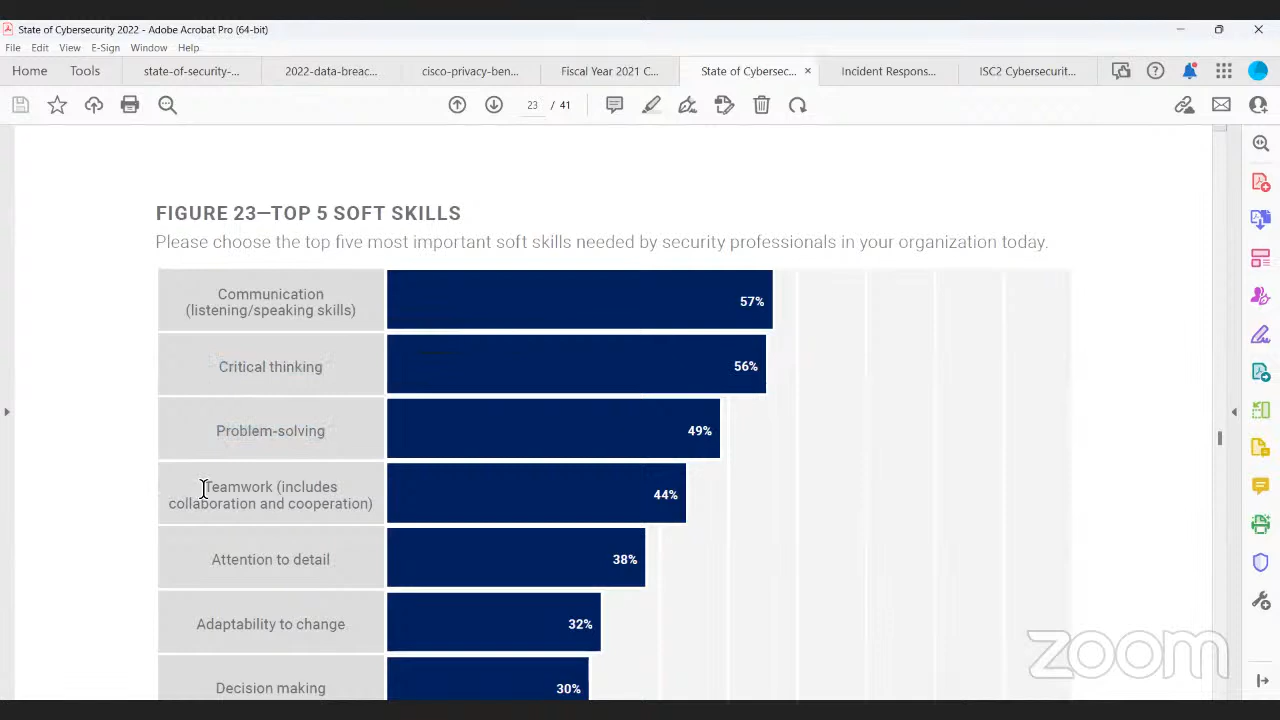 State of Cybersecurity 2022 - Adobe Acrobat Pro (64-bit)
File Edit View E-Sign Window Help
Home Tools state-of-security-... 2022-data-breac... cisco-privacy-ben... Fiscal Year 2021 C... State of Cybersec... × Incident Respons... ISC2 Cybersecurit...
23 / 41
FIGURE 23—TOP 5 SOFT SKILLS
Please choose the top five most important soft skills needed by security professionals in your organization today.
Communication
(listening/speaking skills)
57%
Critical thinking
56%
Problem-solving
49%
Teamwork (includes
collaboration and cooperation)
44%
Attention to detail
38%
Adaptability to change
32%
Decision making
30%
zoom